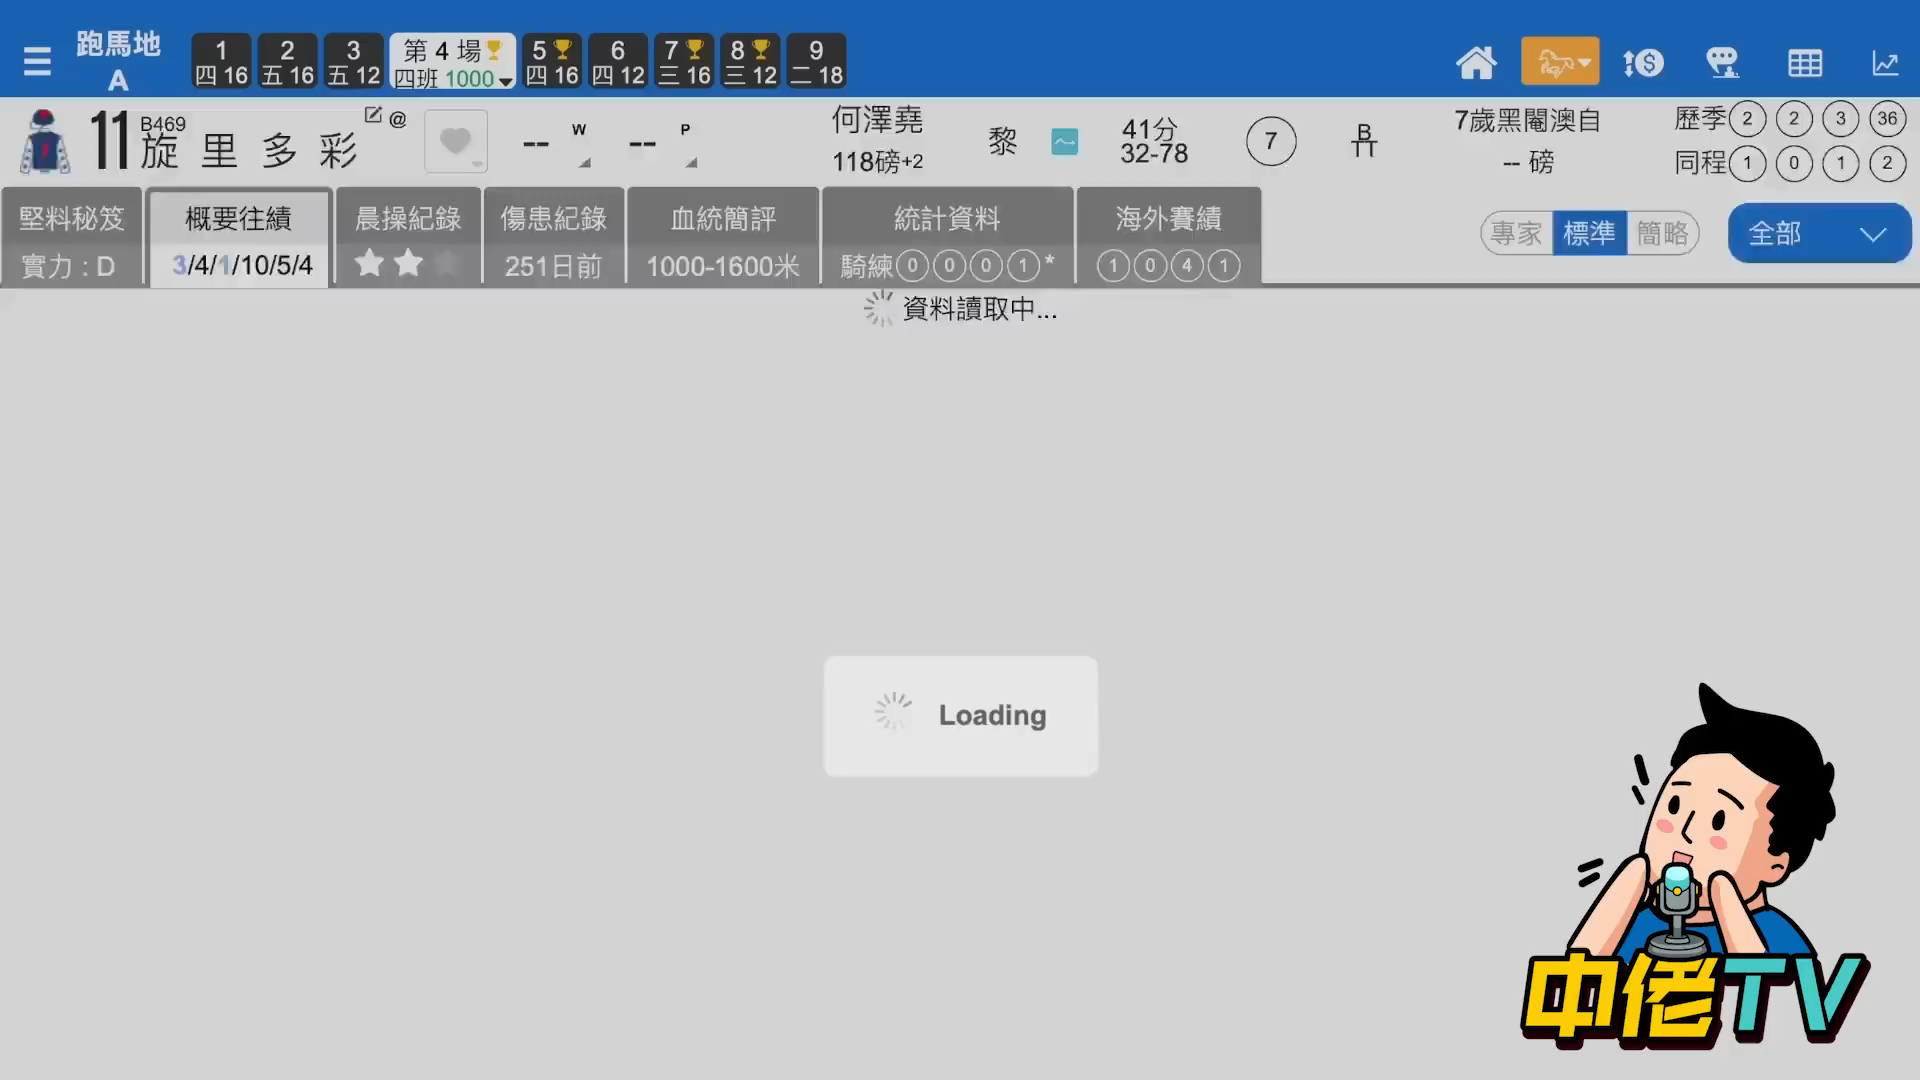 跑馬地
A
1
四 16
2
五 16
3
五 12
第 4 場
四班 1000
5
四 16
6
四 12
7
三 16
8
三 12
9
二 18
11
B469
旋里多彩
@
-- W
-- P
何澤堯
118磅+2
黎
41分
32-78
7
B
TT
7歲黑閹澳自
-- 磅
歷季 2 2 3 36
同程 1 0 1 2
堅料秘笈
實力 : D
概要往績
3/4/1/10/5/4
晨操紀錄
傷患紀錄
251日前
血統簡評
1000-1600米
統計資料
騎練 0 0 0 1 *
海外賽績
1 0 4 1
專家
標準
簡略
全部
資料讀取中...
Loading
中佬TV